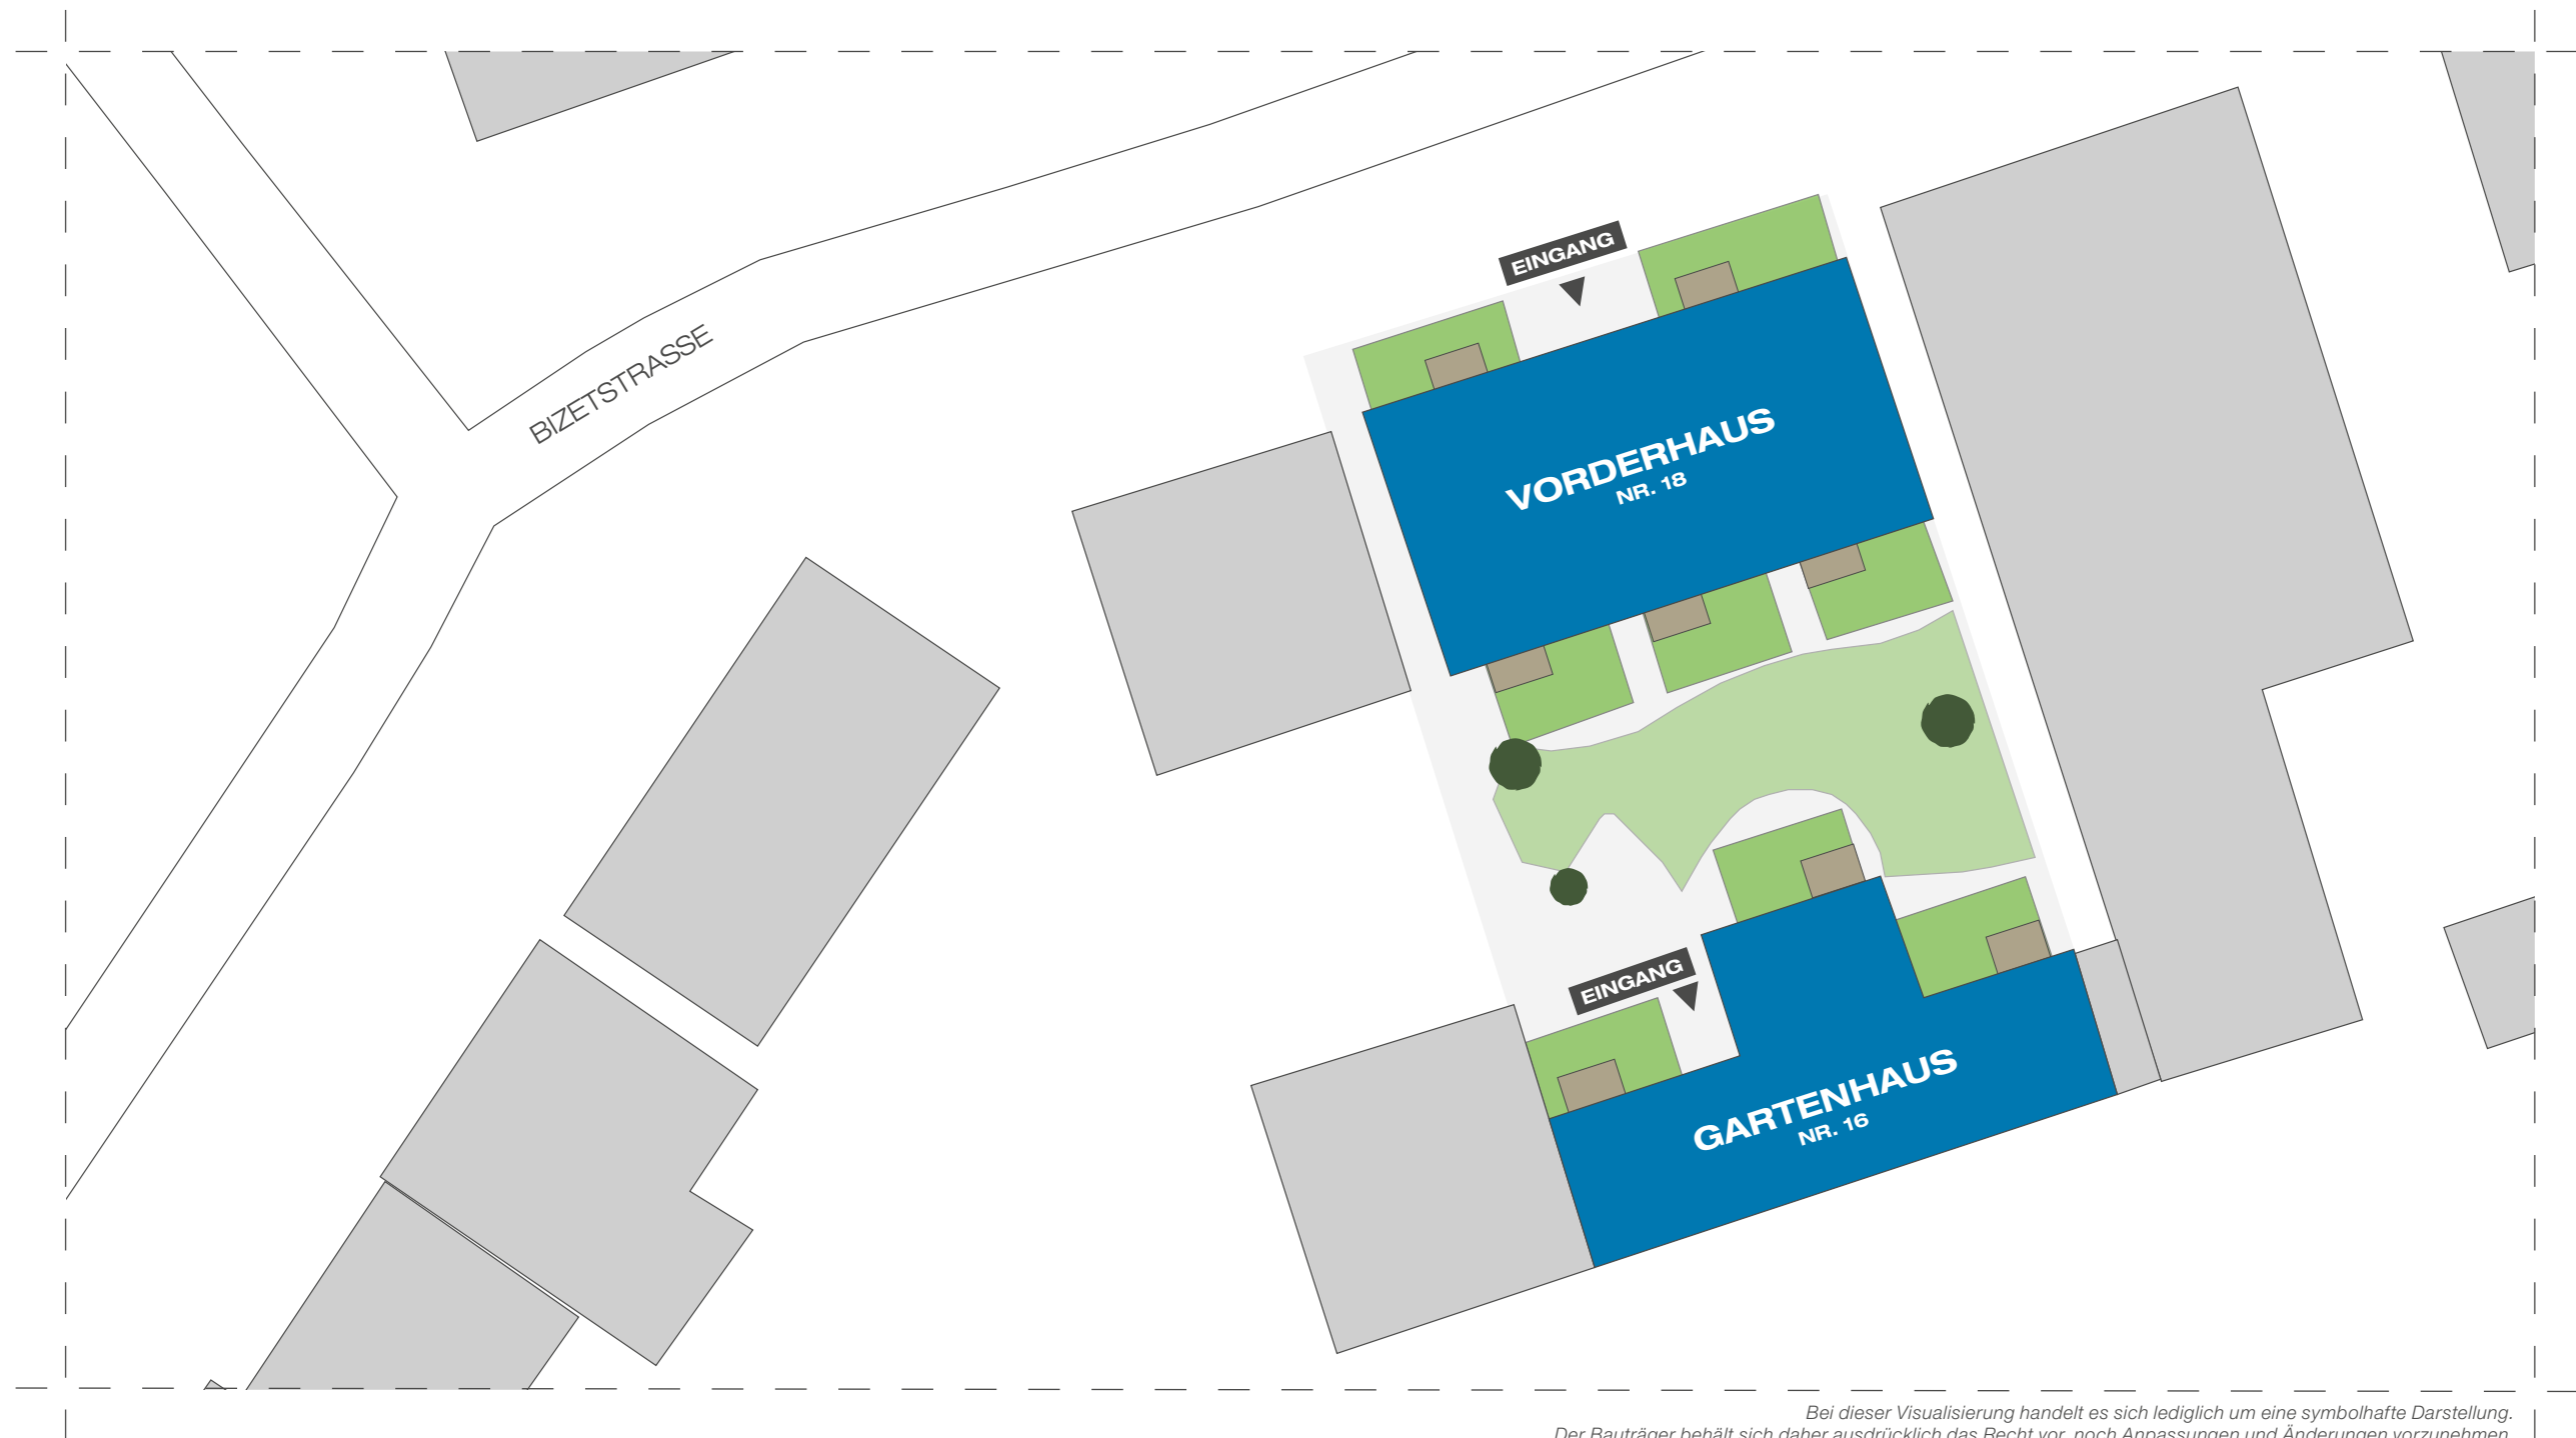 EINGANG
BIZETSTRASSE
VORDERHAUS
NR. 18
EINGANG
GARTENHAUS
NR. 16
Bei dieser Visualisierung handelt es sich lediglich um eine symbolhafte Darstellung.
Der Bauträger behält sich daher ausdrücklich das Recht vor, noch Anpassungen und Änderungen vorzunehmen.